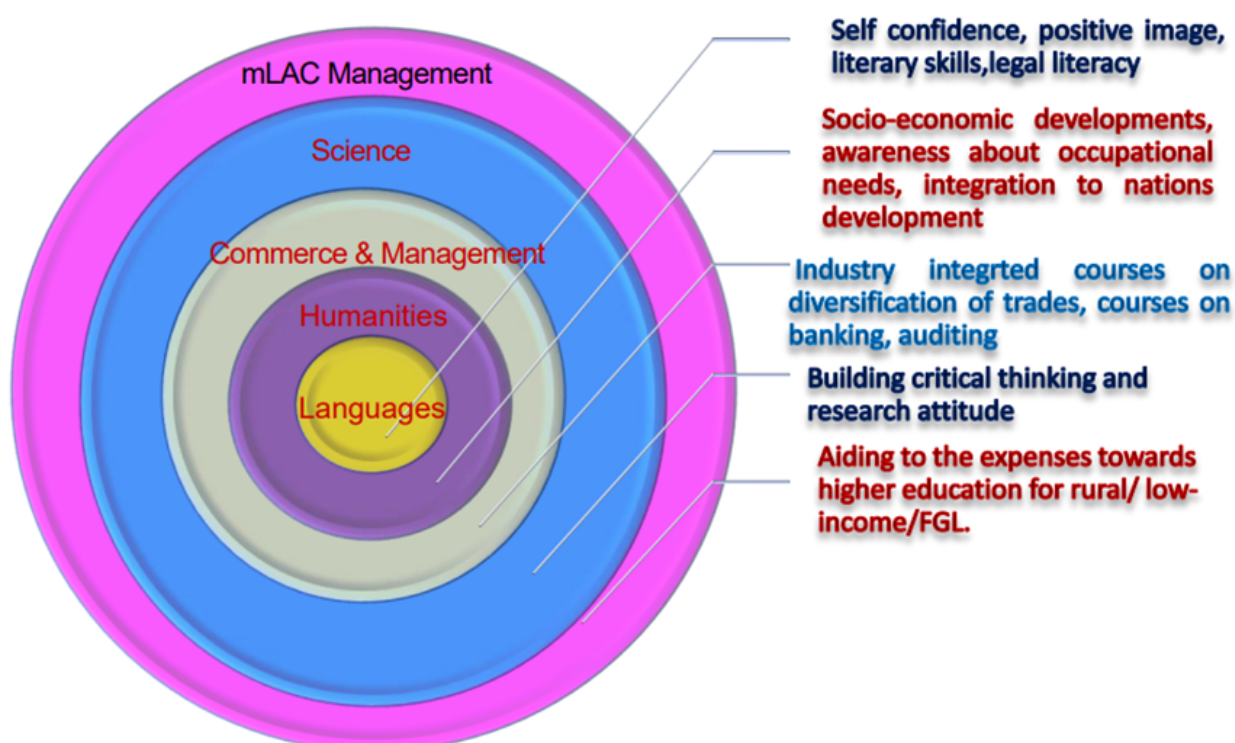 mLAC Management
Science
Commerce & Management
Humanities
Languages
Self confidence, positive image,
literary skills,legal literacy
Socio-economic developments,
awareness about occupational
needs, integration to nations
development
Industry integrted courses on
diversification of trades, courses on
banking, auditing
Building critical thinking and
research attitude
Aiding to the expenses towards
higher education for rural/ low-
income/FGL.